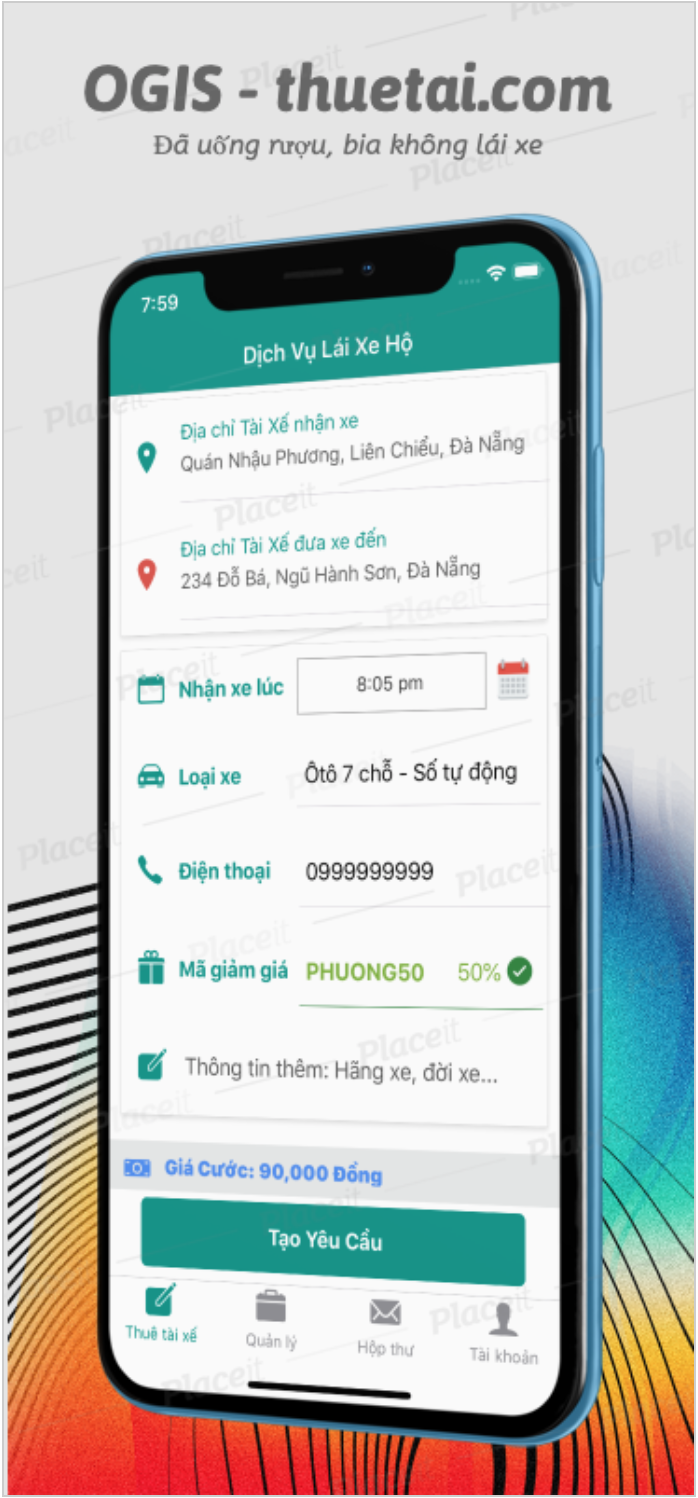 OGIS - thuetai.com
Đã uống rượu, bia không lái xe
7:59
Dịch Vụ Lái Xe Hộ
Địa chỉ Tài Xế nhận xe
Quán Nhậu Phương, Liên Chiểu, Đà Nẵng
Địa chỉ Tài Xế đưa xe đến
234 Đỗ Bá, Ngũ Hành Sơn, Đà Nẵng
Nhận xe lúc 8:05 pm
Loại xe Ôtô 7 chỗ - Số tự động
Điện thoại 0999999999
Mã giảm giá PHUONG50 50%
Thông tin thêm: Hãng xe, đời xe...
Giá Cước: 90,000 Đồng
Tạo Yêu Cầu
Thuê tài xế Quản lý Hộp thư Tài khoản
Placeit